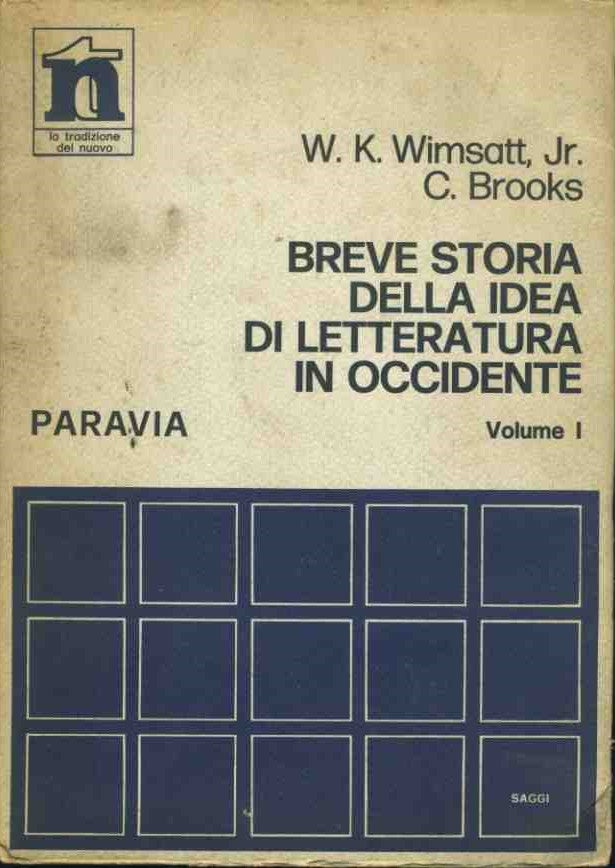 la tradizione
del nuovo
W. K. Wimsatt, Jr.
C. Brooks
BREVE STORIA
DELLA IDEA
DI LETTERATURA
IN OCCIDENTE
PARAVIA
Volume I
SAGGI